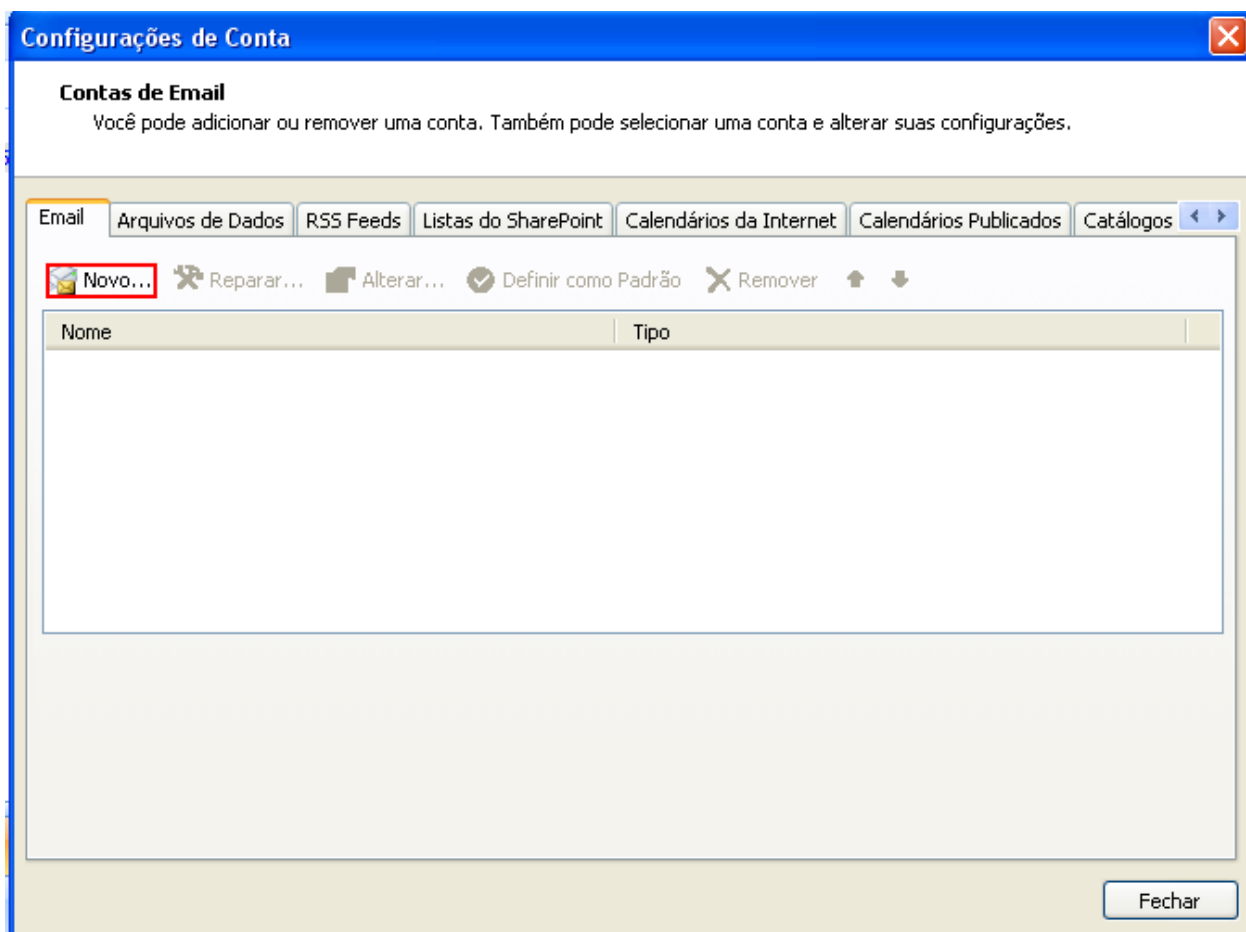 Configurações de Conta
Contas de Email
Você pode adicionar ou remover uma conta. Também pode selecionar uma conta e alterar suas configurações.
Email Arquivos de Dados RSS Feeds Listas do SharePoint Calendários da Internet Calendários Publicados Catálogos
Novo... Reparar... Alterar... Definir como Padrão Remover
Nome Tipo
Fechar